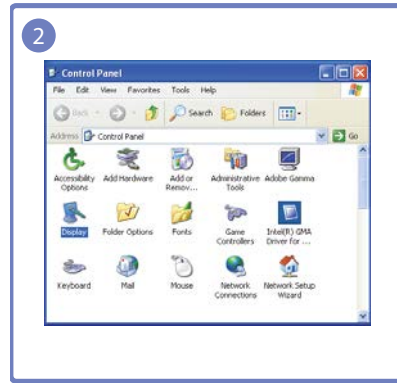 2
Control Panel
File Edit View Favorites Tools Help
Back Search Folders
Address Control Panel Go
Accessibility Options
Add Hardware
Add or Remov...
Administrative Tools
Adobe Gamma
Display
Folder Options
Fonts
Game Controllers
Intel(R) GMA Driver for ...
Keyboard
Mail
Mouse
Network Connections
Network Setup Wizard